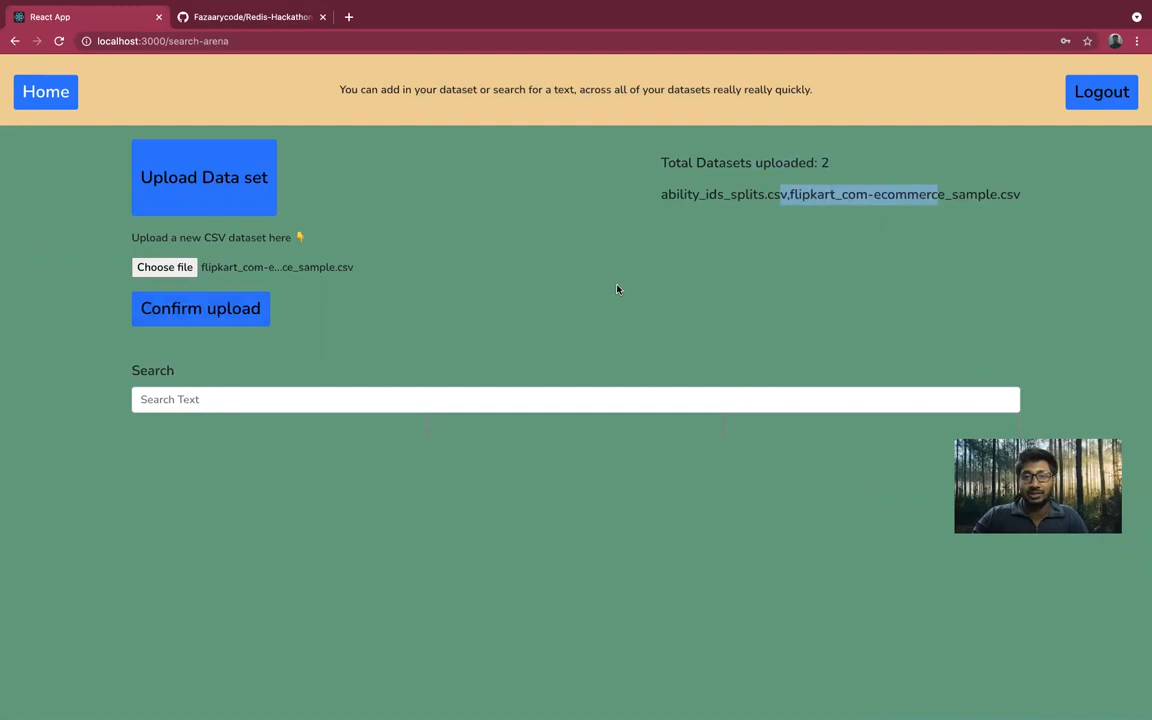 React App
Fazaarycode/Redis-Hackathon
localhost:3000/search-arena
Home
You can add in your dataset or search for a text, across all of your datasets really really quickly.
Logout
Upload Data set
Total Datasets uploaded: 2
ability_ids_splits.csv,flipkart_com-ecommerce_sample.csv
Upload a new CSV dataset here 👇
Choose file flipkart_com-e...ce_sample.csv
Confirm upload
Search
Search Text